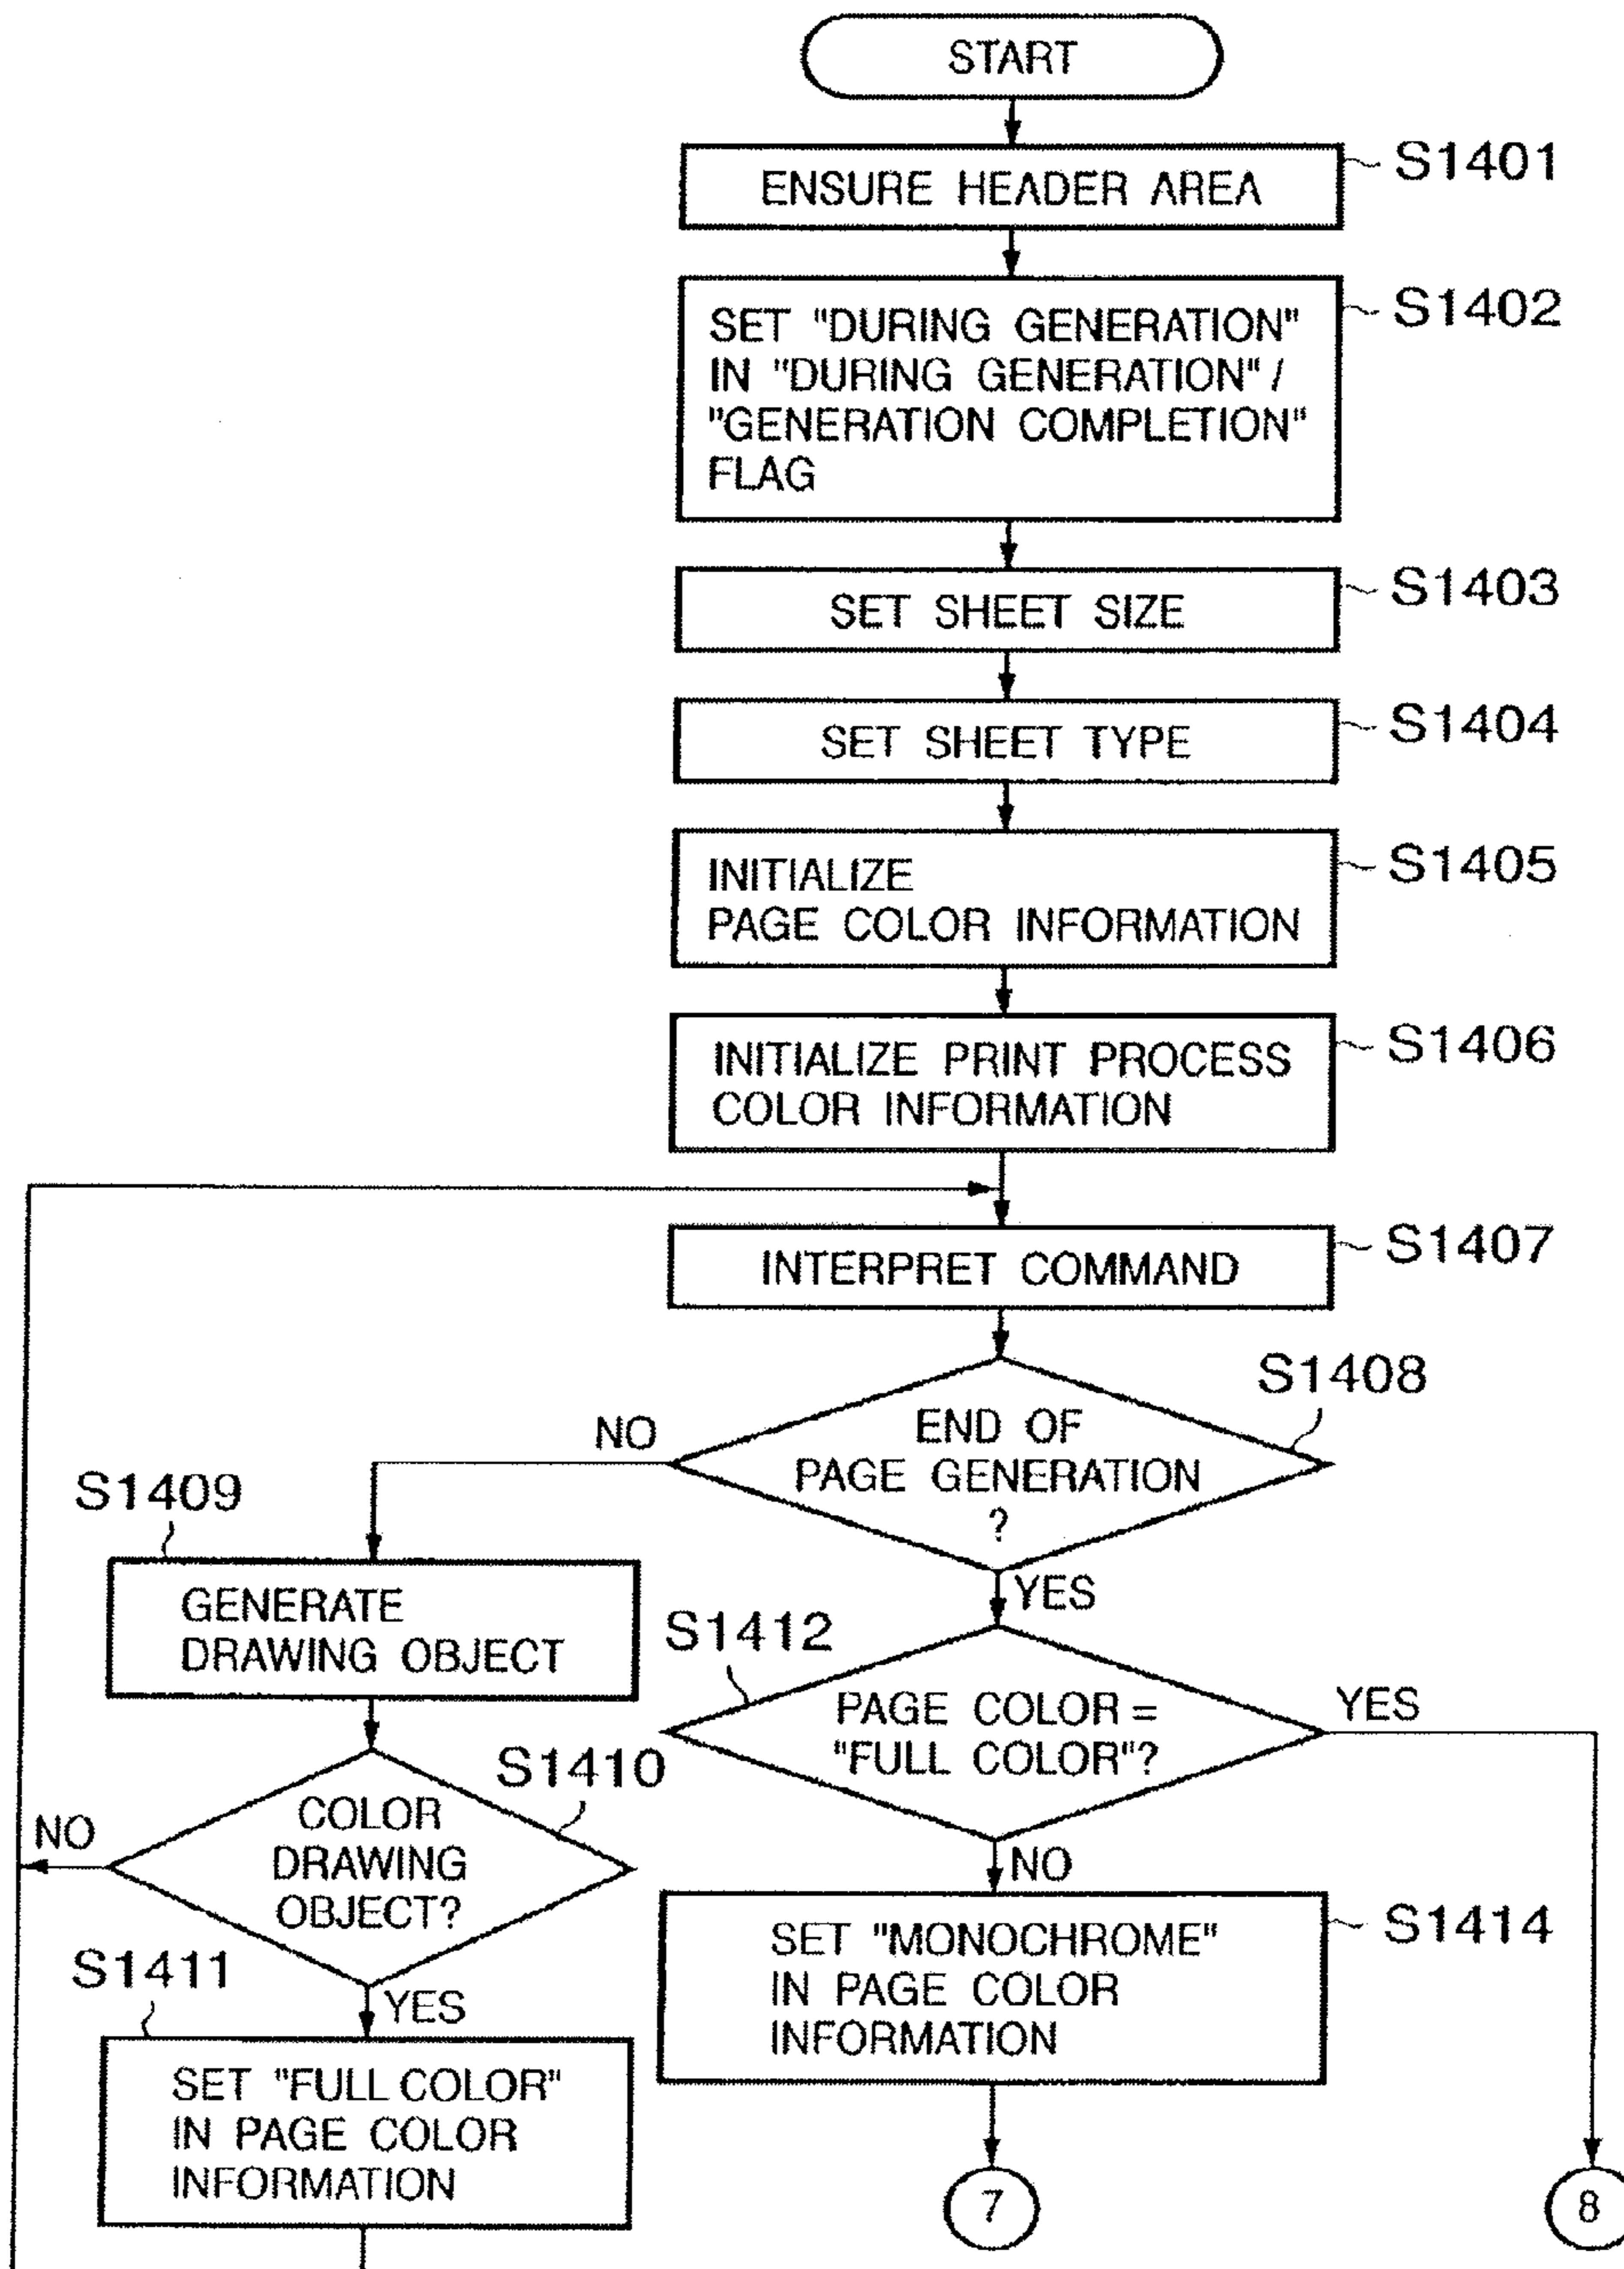 START
ENSURE HEADER AREA
S1401
SET "DURING GENERATION"
IN "DURING GENERATION" /
"GENERATION COMPLETION"
FLAG
S1402
SET SHEET SIZE
S1403
SET SHEET TYPE
S1404
INITIALIZE
PAGE COLOR INFORMATION
S1405
INITIALIZE PRINT PROCESS
COLOR INFORMATION
S1406
INTERPRET COMMAND
S1407
S1408
END OF
PAGE GENERATION
?
NO
YES
S1409
GENERATE
DRAWING OBJECT
S1410
COLOR
DRAWING
OBJECT?
NO
YES
S1411
SET "FULL COLOR"
IN PAGE COLOR
INFORMATION
S1412
PAGE COLOR =
"FULL COLOR"?
YES
NO
SET "MONOCHROME"
IN PAGE COLOR
INFORMATION
S1414
7
8